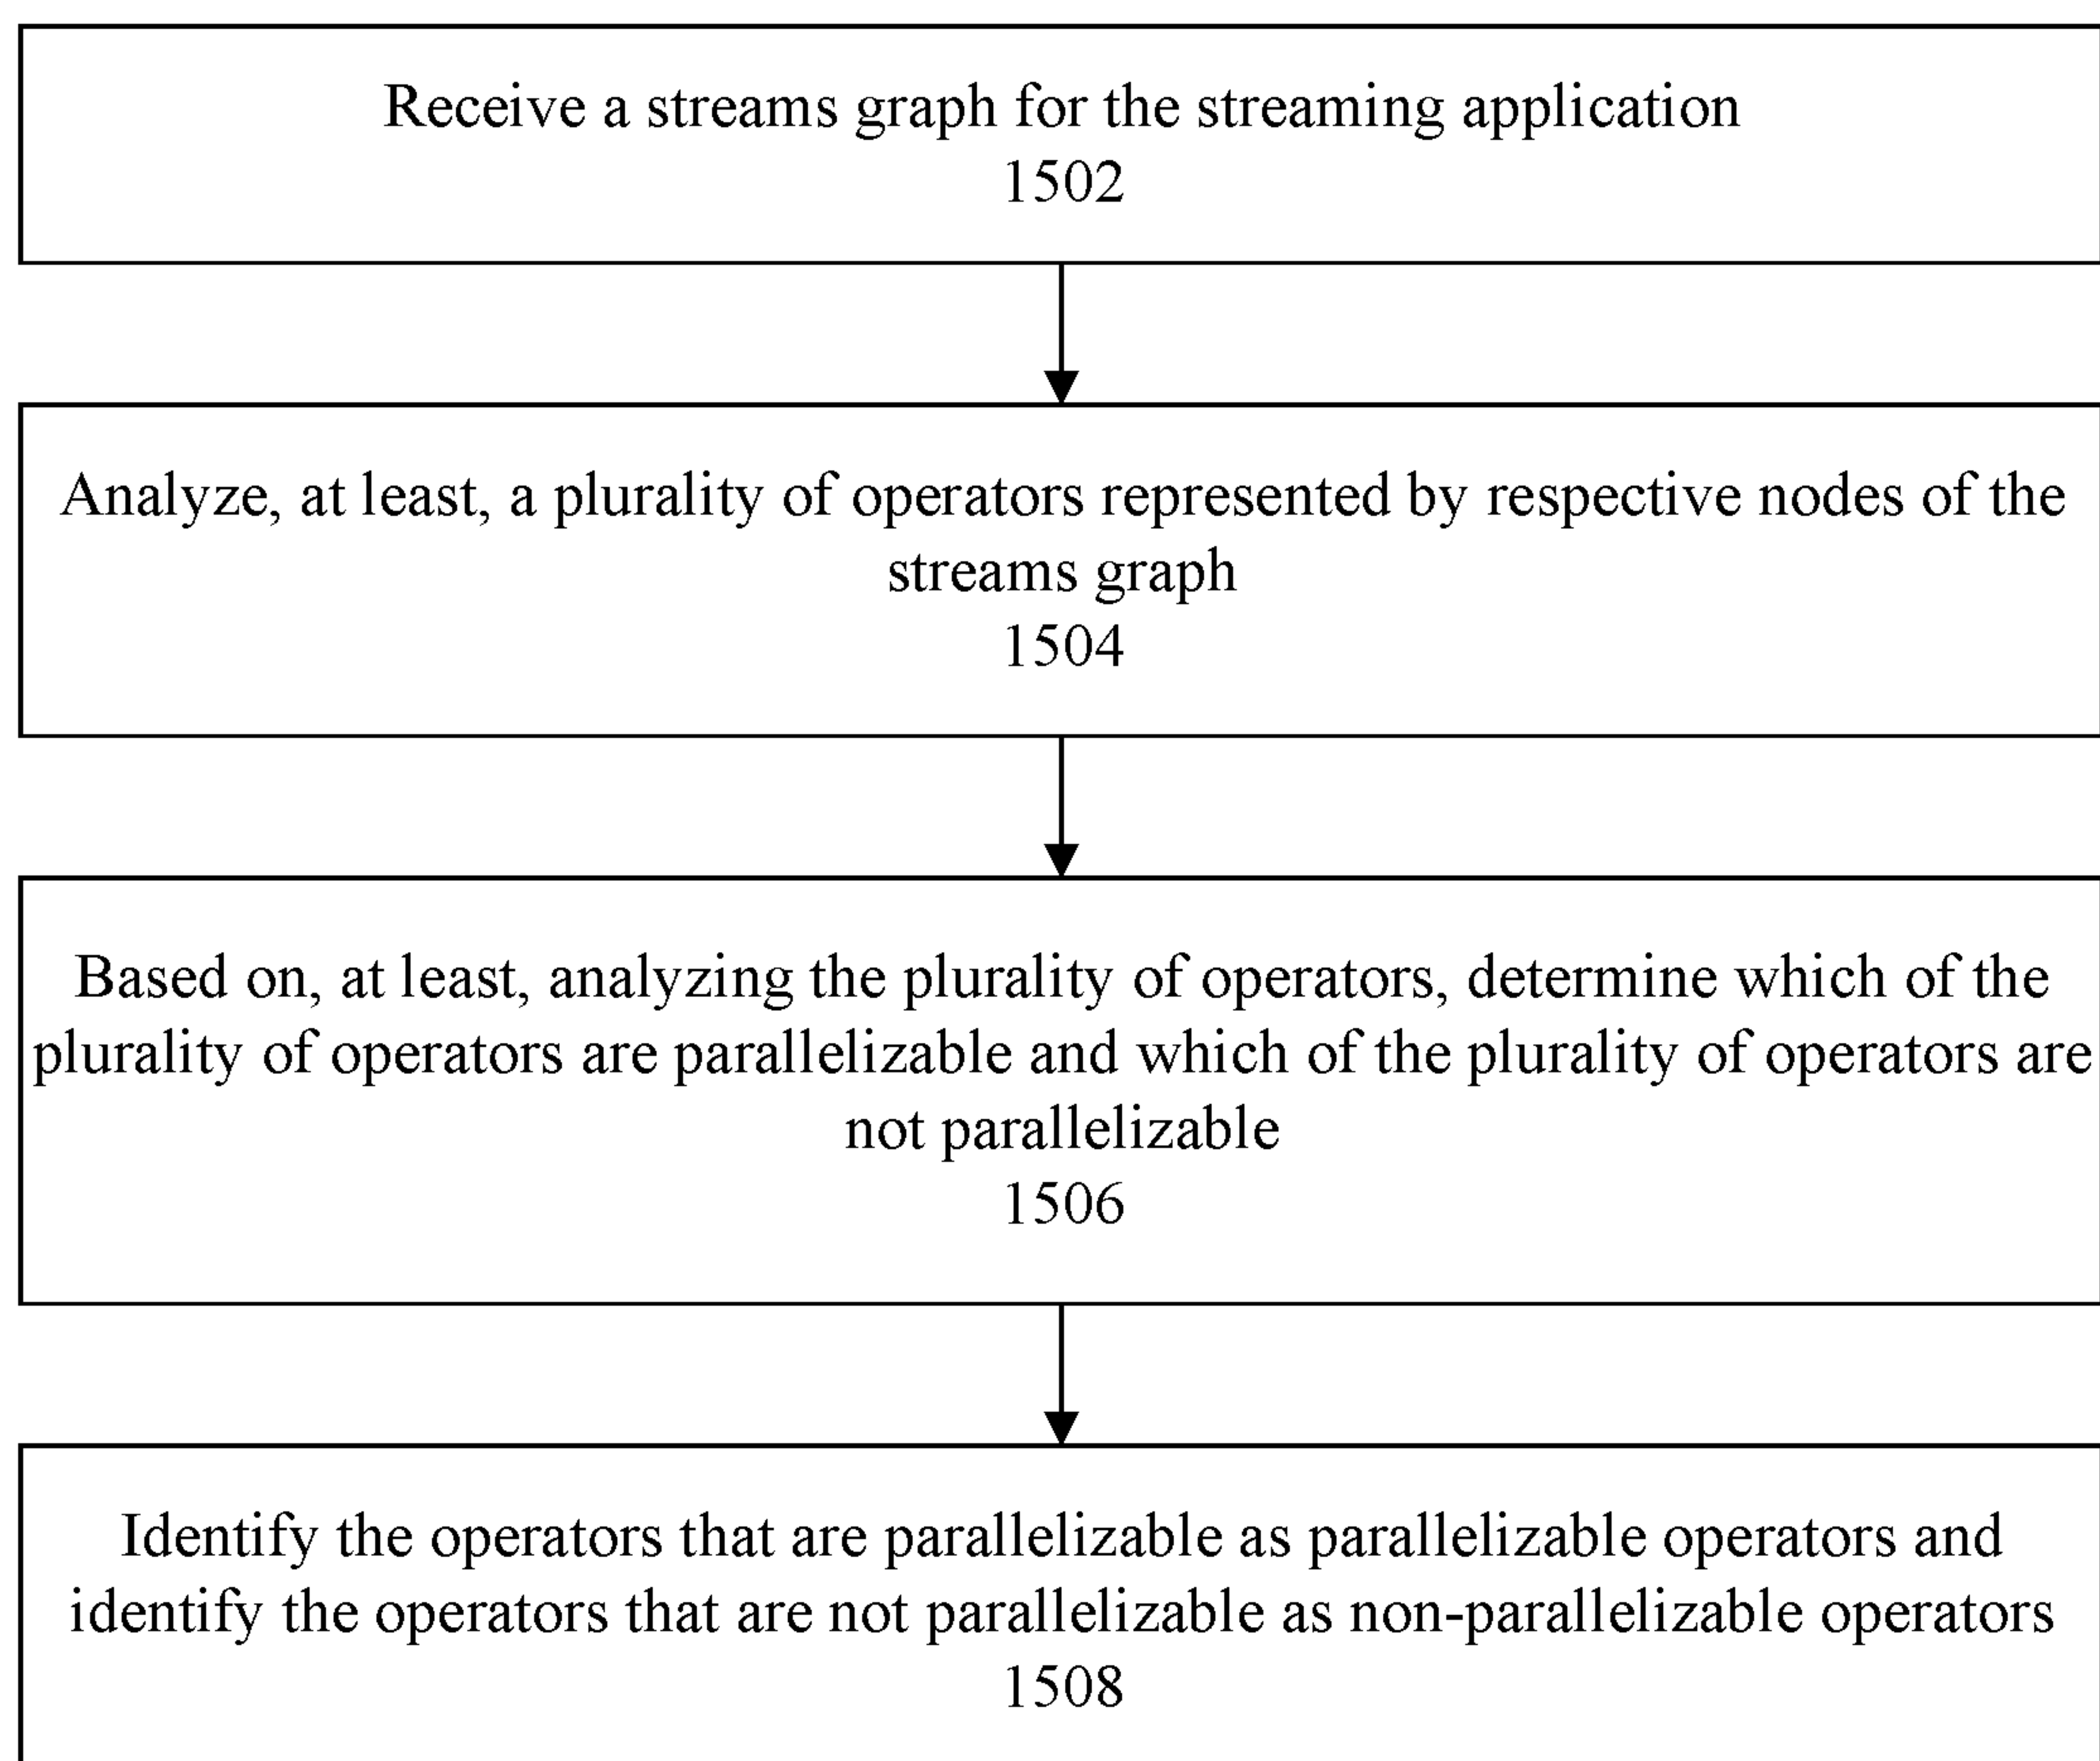 Receive a streams graph for the streaming application
1502
Analyze, at least, a plurality of operators represented by respective nodes of the
streams graph
1504
Based on, at least, analyzing the plurality of operators, determine which of the
plurality of operators are parallelizable and which of the plurality of operators are
not parallelizable
1506
Identify the operators that are parallelizable as parallelizable operators and
identify the operators that are not parallelizable as non-parallelizable operators
1508